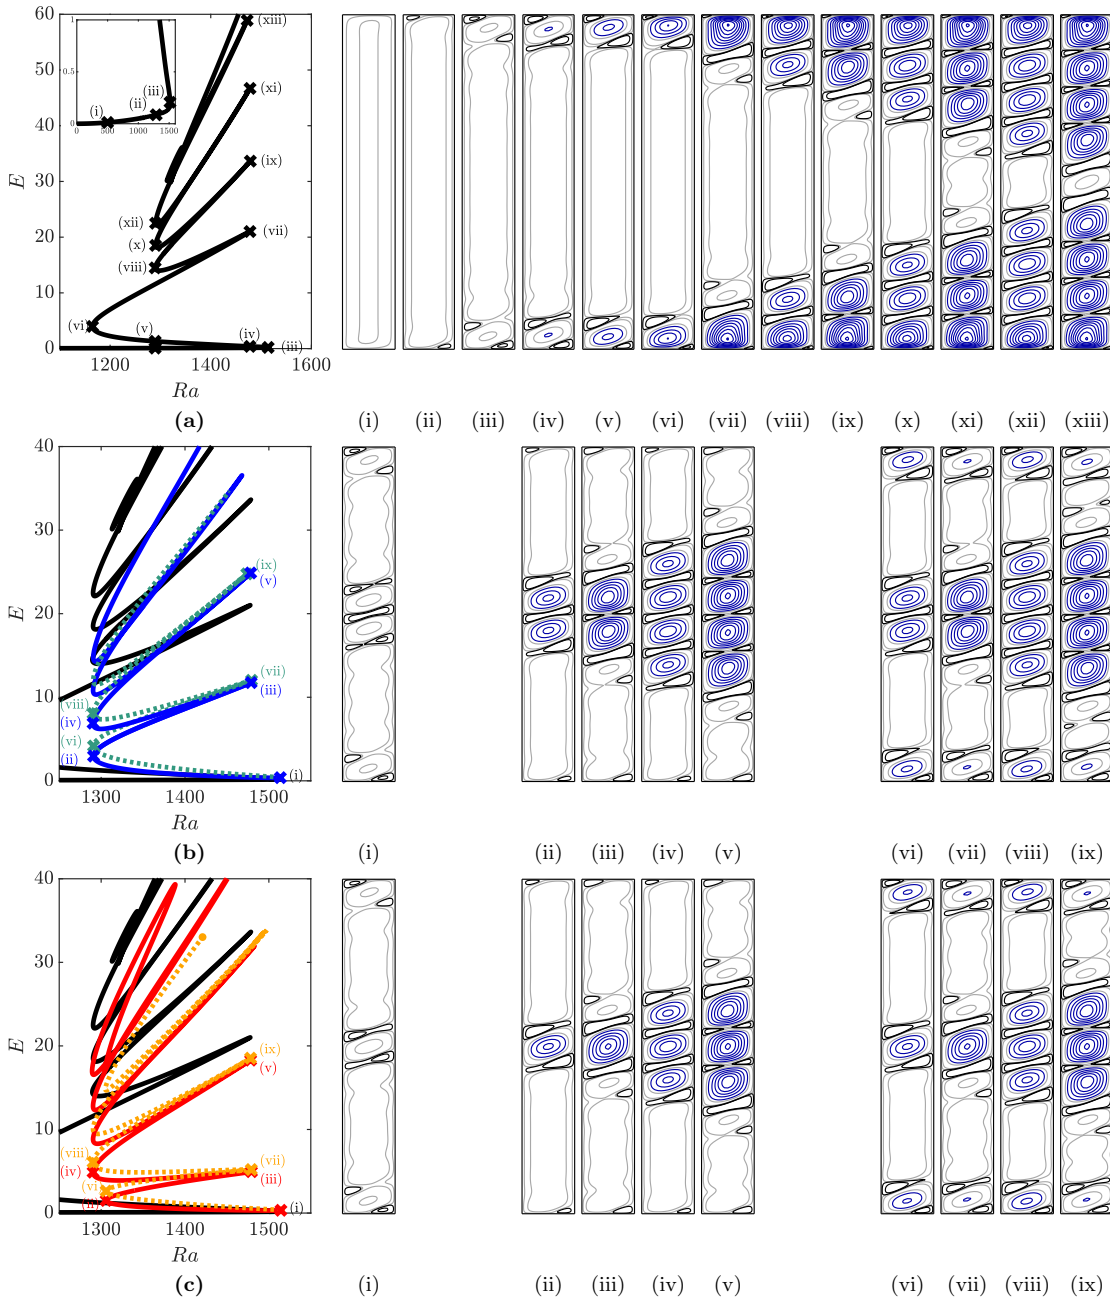 60
50
40
30
20
10
0
E
1
0.5
0
0
500
1000
1500
(i)
(ii)
(iii)
(xiii)
(xi)
(ix)
(xii)
(x)
(vii)
(viii)
(vi)
(v)
(iv)
(iii)
1200
1400
1600
Ra
(a)
(i)
(ii)
(iii)
(iv)
(v)
(vi)
(vii)
(viii)
(ix)
(x)
(xi)
(xii)
(xiii)
40
30
20
10
0
E
(ix)
(v)
(vii)
(iii)
(viii)
(iv)
(vi)
(ii)
(i)
1300
1400
1500
Ra
(b)
(i)
(ii)
(iii)
(iv)
(v)
(vi)
(vii)
(viii)
(ix)
40
30
20
10
0
E
(ix)
(v)
(viii)
(iv)
(vii)
(iii)
(vi)
(ii)
(i)
1300
1400
1500
Ra
(c)
(i)
(ii)
(iii)
(iv)
(v)
(vi)
(vii)
(viii)
(ix)